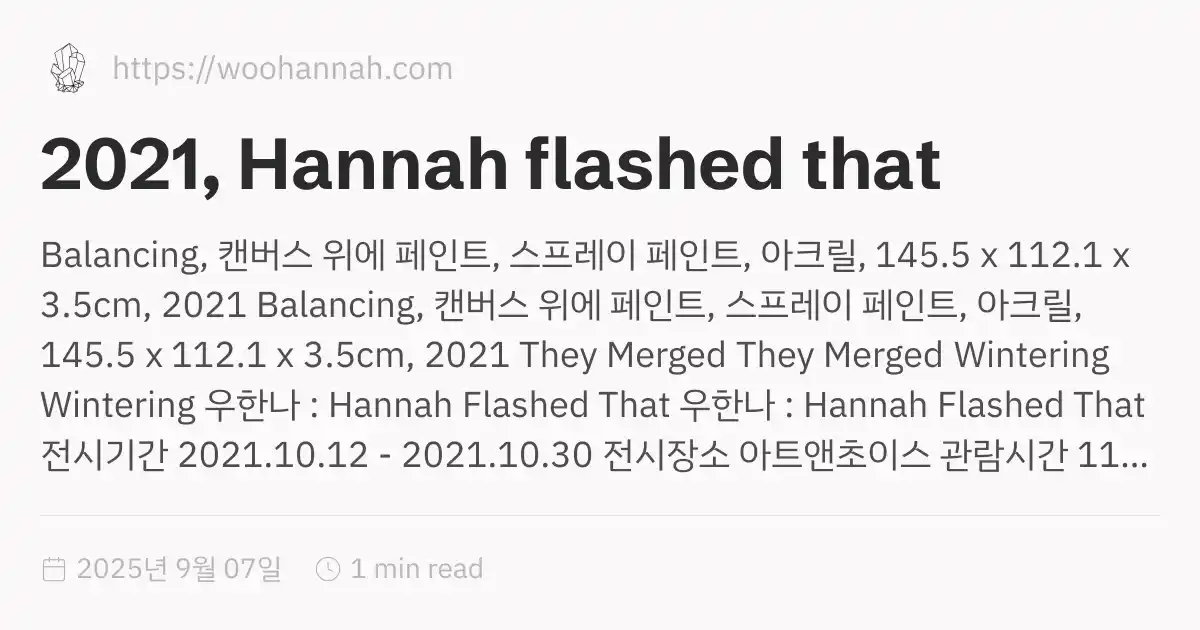 https://woohannah.com
2021, Hannah flashed that
Balancing, 캔버스 위에 페인트, 스프레이 페인트, 아크릴, 145.5 x 112.1 x
3.5cm, 2021 Balancing, 캔버스 위에 페인트, 스프레이 페인트, 아크릴,
145.5 x 112.1 x 3.5cm, 2021 They Merged They Merged Wintering
Wintering 우한나 : Hannah Flashed That 우한나 : Hannah Flashed That
전시기간 2021.10.12 - 2021.10.30 전시장소 아트앤초이스 관람시간 11...
2025년 9월 07일 1 min read